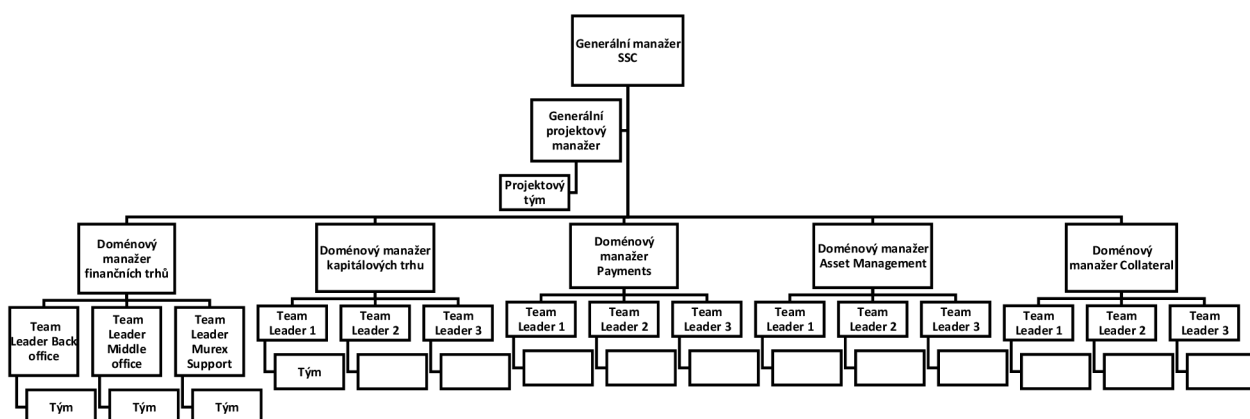 Generální manažer
SSC
Generální
projektový
manažer
Projektový
tým
Doménový
manažer
finančních trhů
Doménový manažer
kapitálových trhu
Doménový
manažer
Payments
Doménový manažer
Asset Management
Doménový
manažer Collateral
Team
Leader Back
office
Team
Leader
Middle
office
Team
Leader
Murex
Support
Team
Leader 1
Team
Leader 2
Team
Leader 3
Team
Leader 1
Team
Leader 2
Team
Leader 3
Team
Leader 1
Team
Leader 2
Team
Leader 3
Team
Leader 1
Team
Leader 2
Team
Leader 3
Tým
Tým
Tým
Tým